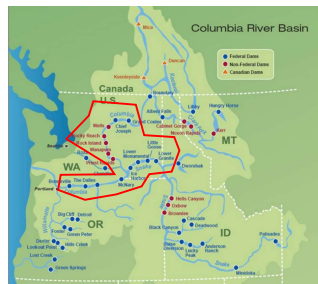 Columbia River Basin
Mica
Federal Dams
Non-Federal Dams
Canadian Dams
Duncan
Keenleyside
Canada
U.S.
Boundary
Libby
Hungry Horse
Columbia
Albeni Falls
Wells
Chief
Joseph
Grand Coulee
Cabinet Gorge
Noxon Rapids
Kerr
Rocky Reach
Rock Island
Wanapum
MT
Little
Goose
Lower
Monumental
Lower
Granite
WA
Priest Rapids
Dworshak
Ice
Harbor
The Dalles
McNary
Portland
Hells Canyon
Oxbow
Brownlee
OR
Big Cliff
Detroit
Foster
Green Peter
Cascade
Deadwood
Black Canyon
ID
Palisades
Dexter
Lookout Point
Hills Creek
Anderson
Ranch
Lucky
Peak
Lost Creek
Green Springs
Minidoka